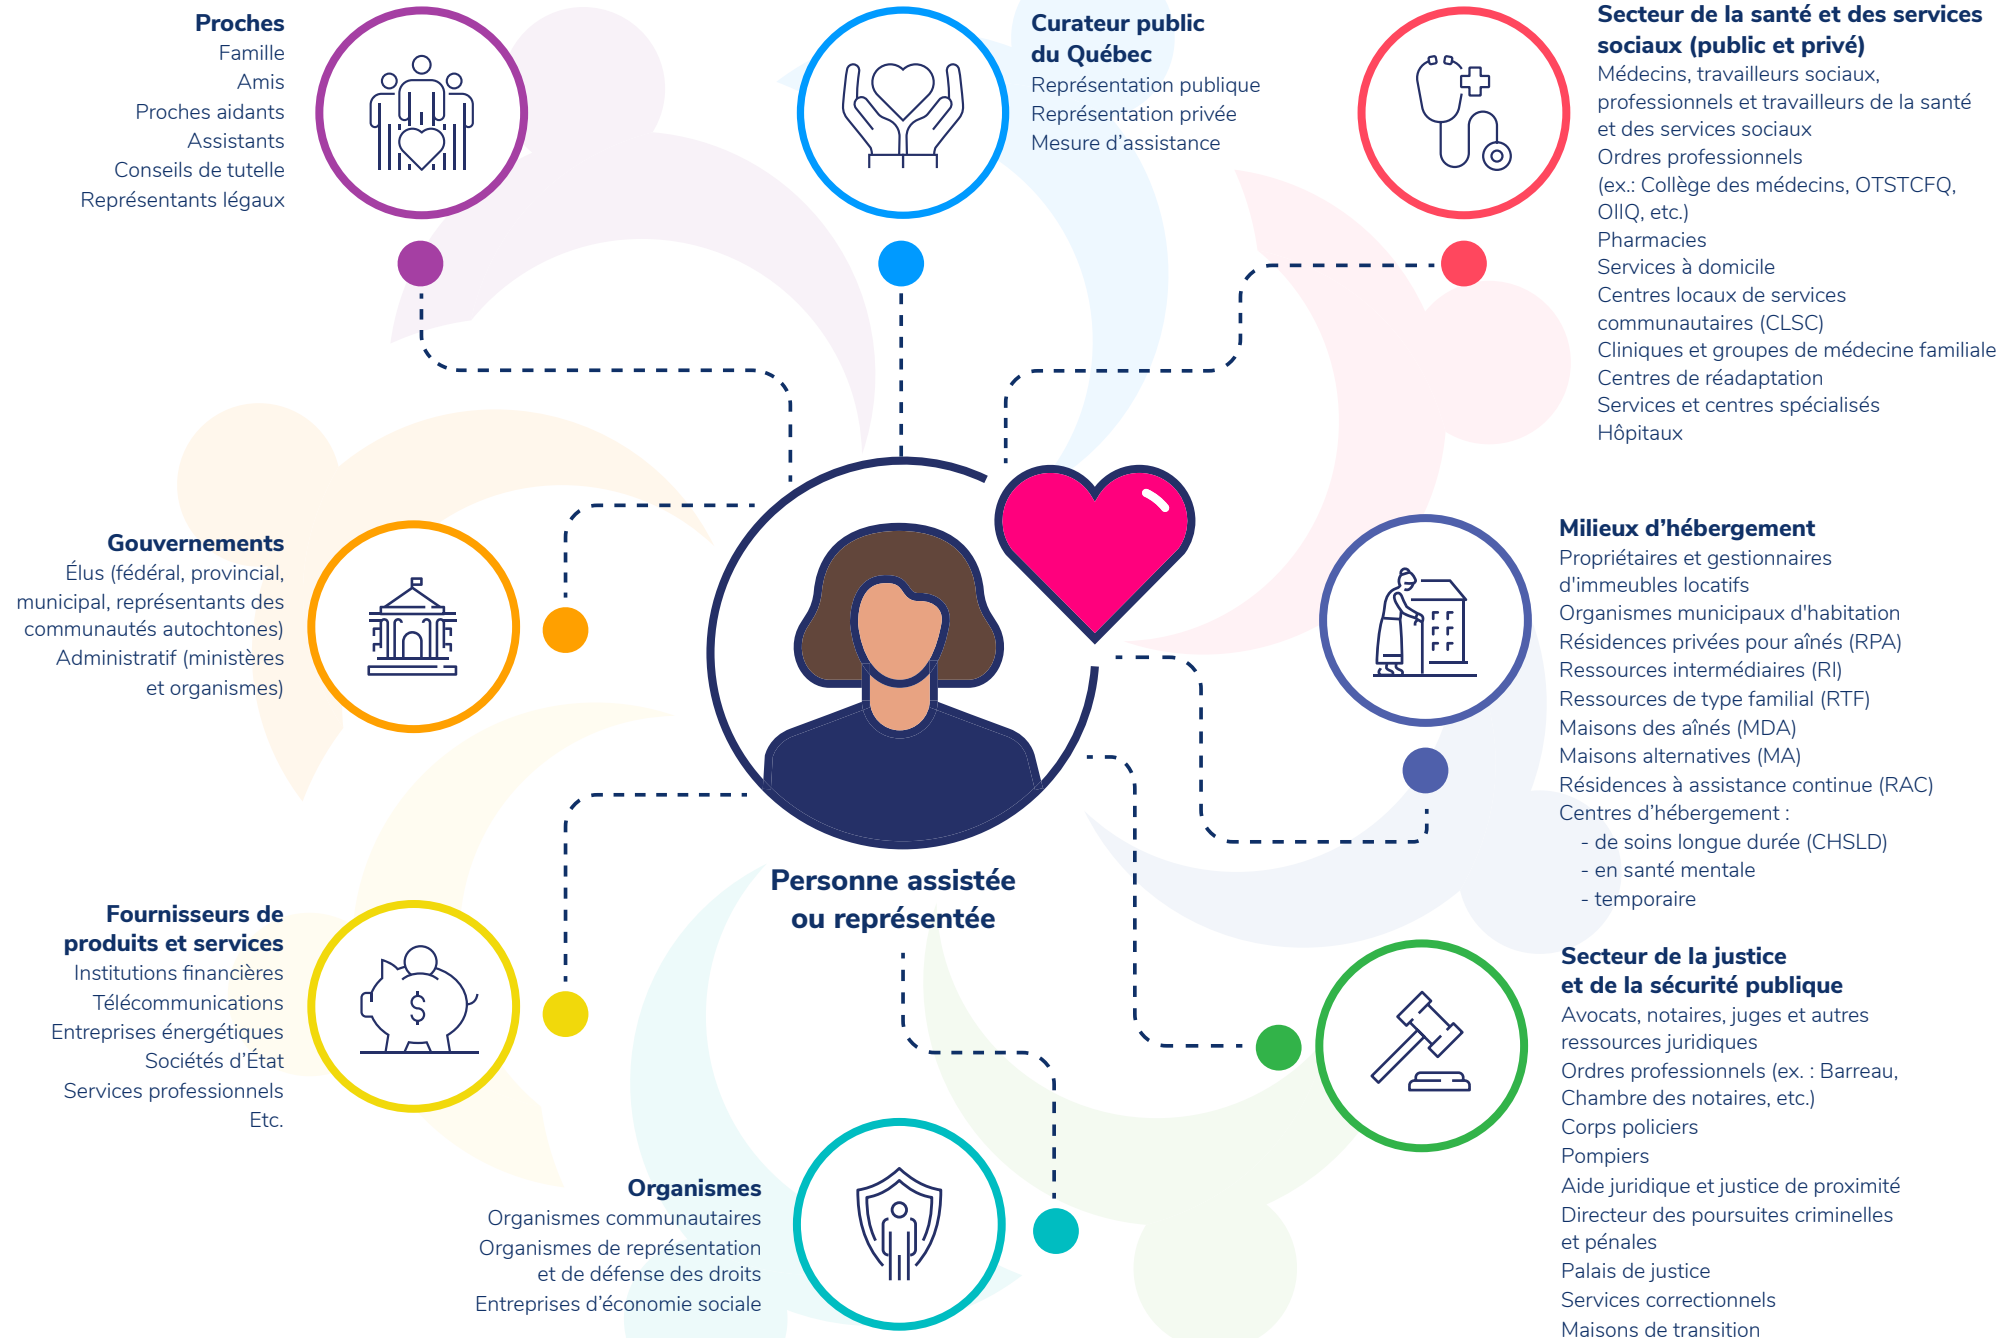 Proches
Famille
Amis
Proches aidants
Assistants
Conseils de tutelle
Représentants légaux
Curateur public
du Québec
Représentation publique
Représentation privée
Mesure d’assistance
Secteur de la santé et des services
sociaux (public et privé)
Médecins, travailleurs sociaux,
professionnels et travailleurs de la santé
et des services sociaux
Ordres professionnels
(ex.: Collège des médecins, OTSTCFQ,
OIIQ, etc.)
Pharmacies
Services à domicile
Centres locaux de services
communautaires (CLSC)
Cliniques et groupes de médecine familiale
Centres de réadaptation
Services et centres spécialisés
Hôpitaux
Gouvernements
Élus (fédéral, provincial,
municipal, représentants des
communautés autochtones)
Administratif (ministères
et organismes)
Milieux d’hébergement
Propriétaires et gestionnaires
d'immeubles locatifs
Organismes municipaux d'habitation
Résidences privées pour aînés (RPA)
Ressources intermédiaires (RI)
Ressources de type familial (RTF)
Maisons des aînés (MDA)
Maisons alternatives (MA)
Résidences à assistance continue (RAC)
Centres d’hébergement :
- de soins longue durée (CHSLD)
- en santé mentale
- temporaire
Personne assistée
ou représentée
Fournisseurs de
produits et services
Institutions financières
Télécommunications
Entreprises énergétiques
Sociétés d’État
Services professionnels
Etc.
$
Secteur de la justice
et de la sécurité publique
Avocats, notaires, juges et autres
ressources juridiques
Ordres professionnels (ex. : Barreau,
Chambre des notaires, etc.)
Corps policiers
Pompiers
Aide juridique et justice de proximité
Directeur des poursuites criminelles
et pénales
Palais de justice
Services correctionnels
Maisons de transition
Organismes
Organismes communautaires
Organismes de représentation
et de défense des droits
Entreprises d’économie sociale